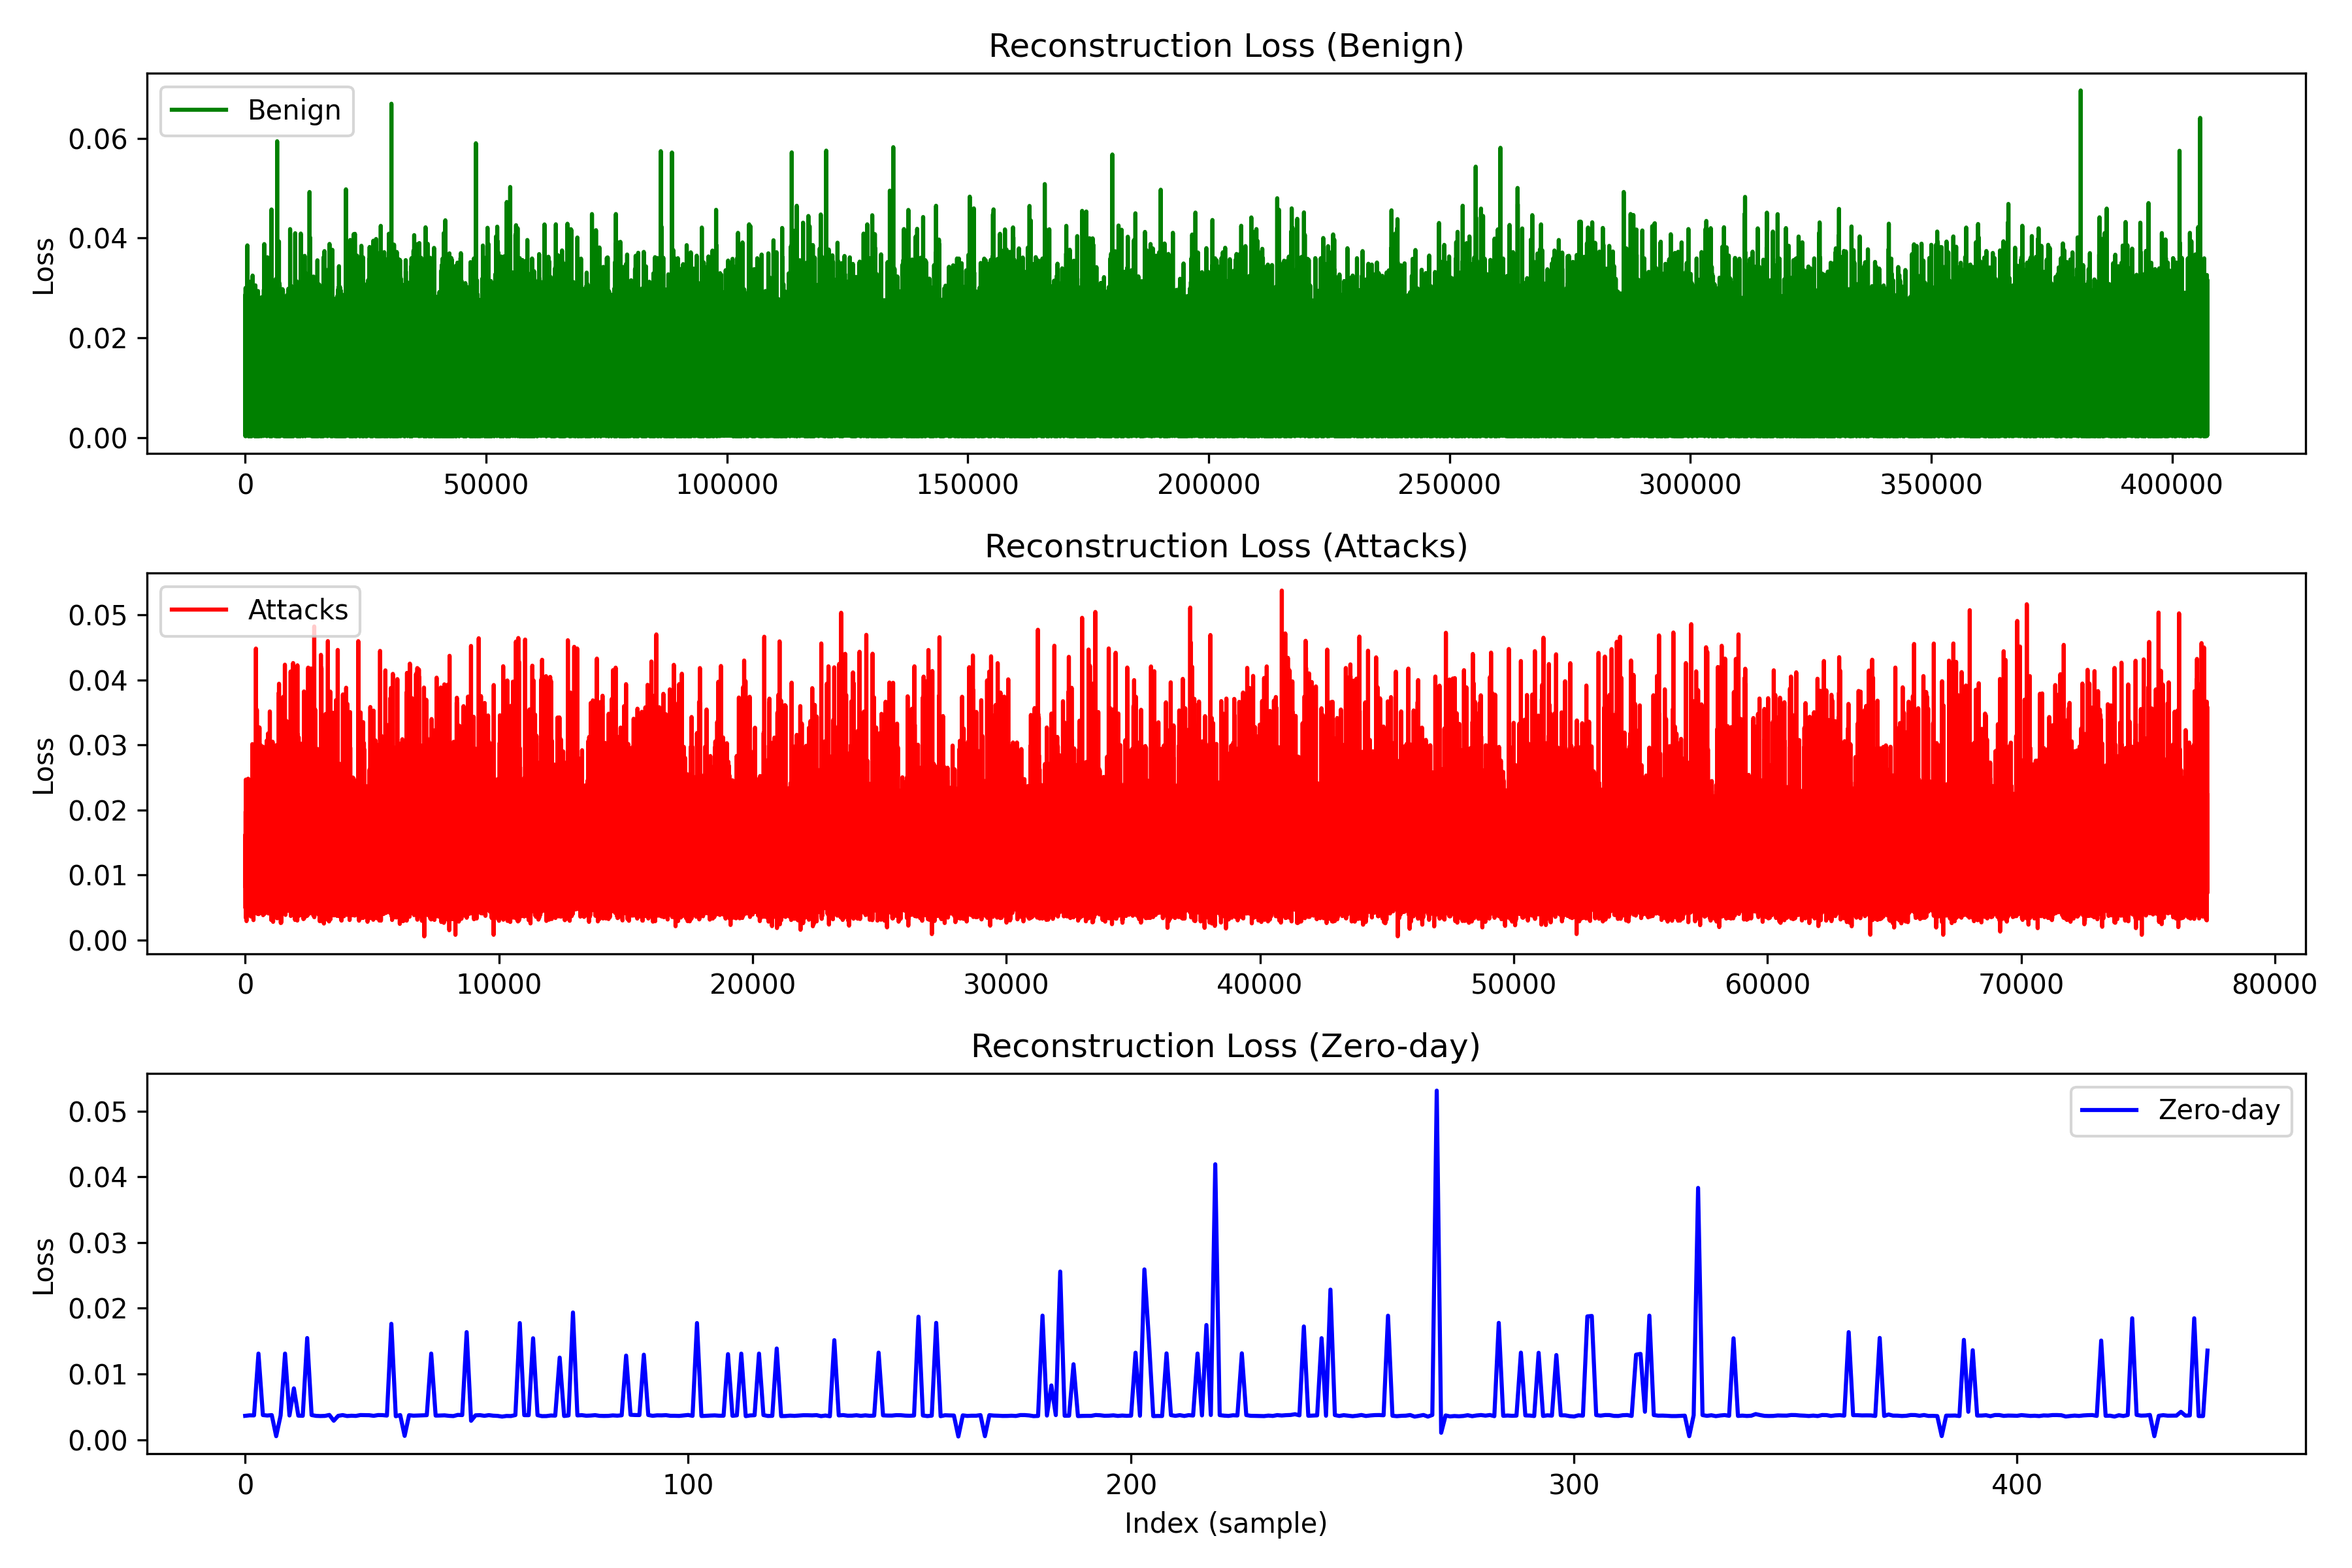 Reconstruction Loss (Benign)
Benign
Loss
0.06
0.04
0.02
0.00
0 50000 100000 150000 200000 250000 300000 350000 400000
Reconstruction Loss (Attacks)
Attacks
Loss
0.05
0.04
0.03
0.02
0.01
0.00
0 10000 20000 30000 40000 50000 60000 70000 80000
Reconstruction Loss (Zero-day)
Zero-day
Loss
0.05
0.04
0.03
0.02
0.01
0.00
0 100 200 300 400
Index (sample)